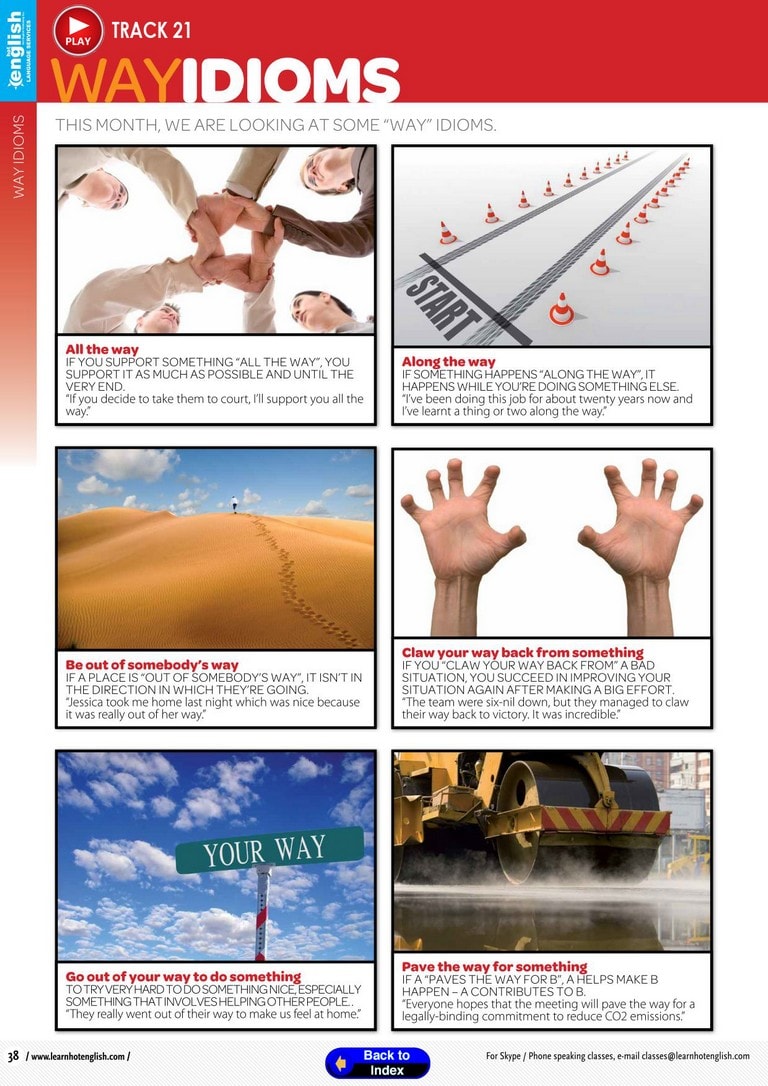 hot
english
LANGUAGE SERVICES
WAY IDIOMS
PLAY
TRACK 21
WAYIDIOMS
THIS MONTH, WE ARE LOOKING AT SOME “WAY” IDIOMS.
START
All the way
IF YOU SUPPORT SOMETHING “ALL THE WAY”, YOU
SUPPORT IT AS MUCH AS POSSIBLE AND UNTIL THE
VERY END.
“If you decide to take them to court, I’ll support you all the
way.”
Along the way
IF SOMETHING HAPPENS “ALONG THE WAY”, IT
HAPPENS WHILE YOU’RE DOING SOMETHING ELSE.
“I’ve been doing this job for about twenty years now and
I’ve learnt a thing or two along the way.”
Be out of somebody’s way
IF A PLACE IS “OUT OF SOMEBODY’S WAY”, IT ISN’T IN
THE DIRECTION IN WHICH THEY’RE GOING.
“Jessica took me home last night which was nice because
it was really out of her way.”
Claw your way back from something
IF YOU “CLAW YOUR WAY BACK FROM” A BAD
SITUATION, YOU SUCCEED IN IMPROVING YOUR
SITUATION AGAIN AFTER MAKING A BIG EFFORT.
“The team were six-nil down, but they managed to claw
their way back to victory. It was incredible.”
YOUR WAY
Go out of your way to do something
TO TRY VERY HARD TO DO SOMETHING NICE, ESPECIALLY
SOMETHING THAT INVOLVES HELPING OTHER PEOPLE. .
“They really went out of their way to make us feel at home.”
Pave the way for something
IF A “PAVES THE WAY FOR B”, A HELPS MAKE B
HAPPEN – A CONTRIBUTES TO B.
“Everyone hopes that the meeting will pave the way for a
legally-binding commitment to reduce CO2 emissions.”
38 / www.learnhotenglish.com /
Back to
Index
For Skype / Phone speaking classes, e-mail classes@learnhotenglish.com